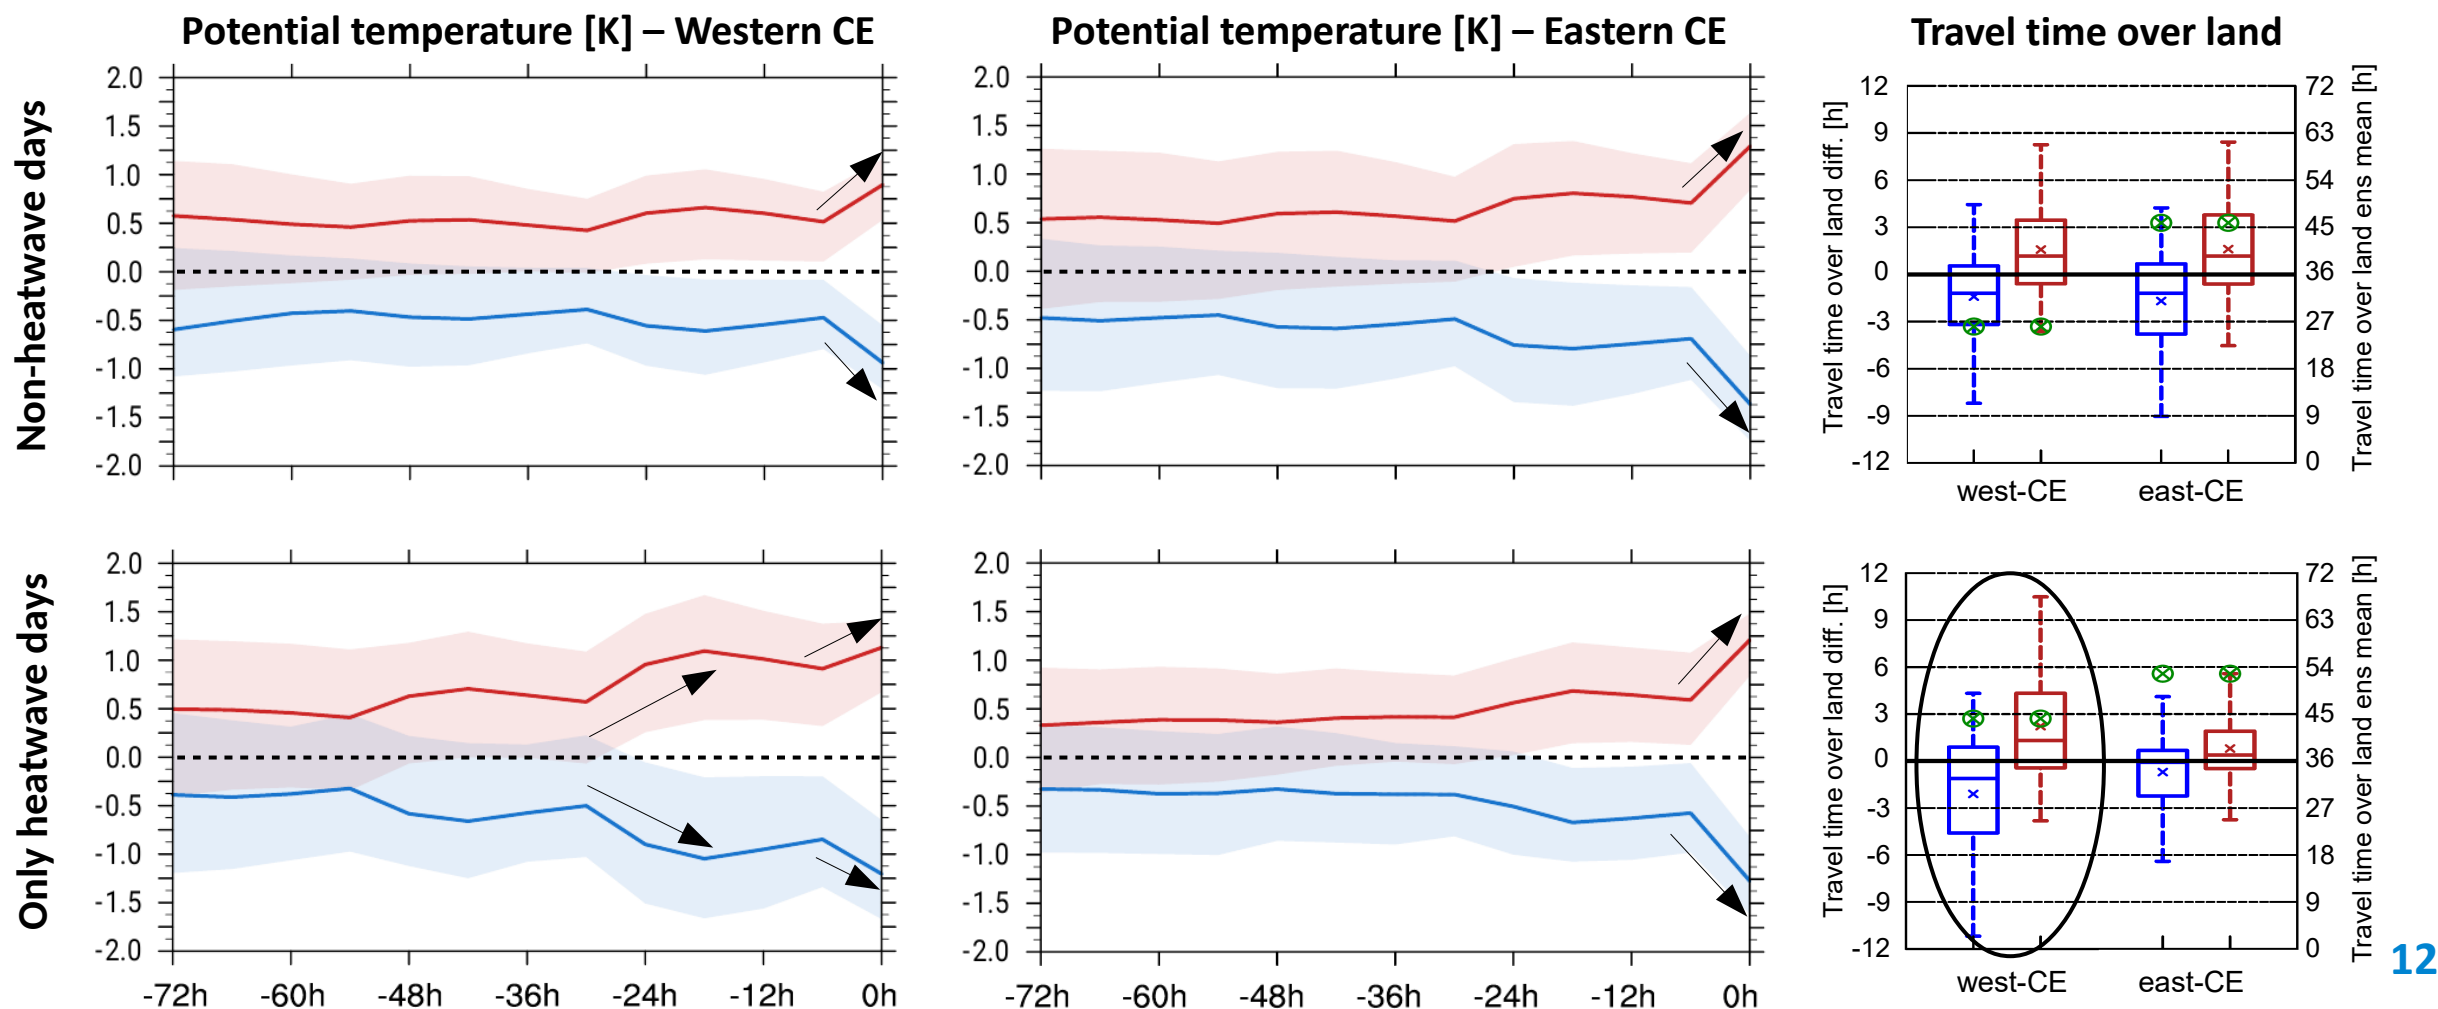 Potential temperature [K] – Western CE
Potential temperature [K] – Eastern CE
Travel time over land
Non-heatwave days
2.0
1.5
1.0
0.5
0.0
-0.5
-1.0
-1.5
-2.0
2.0
1.5
1.0
0.5
0.0
-0.5
-1.0
-1.5
-2.0
Travel time over land diff. [h]
12
9
6
3
0
-3
-6
-9
-12
72
63
54
45
36
27
18
9
0
Travel time over land ens mean [h]
west-CE
east-CE
Only heatwave days
2.0
1.5
1.0
0.5
0.0
-0.5
-1.0
-1.5
-2.0
-72h
-60h
-48h
-36h
-24h
-12h
0h
2.0
1.5
1.0
0.5
0.0
-0.5
-1.0
-1.5
-2.0
-72h
-60h
-48h
-36h
-24h
-12h
0h
Travel time over land diff. [h]
12
9
6
3
0
-3
-6
-9
-12
72
63
54
45
36
27
18
9
0
Travel time over land ens mean [h]
west-CE
east-CE
12